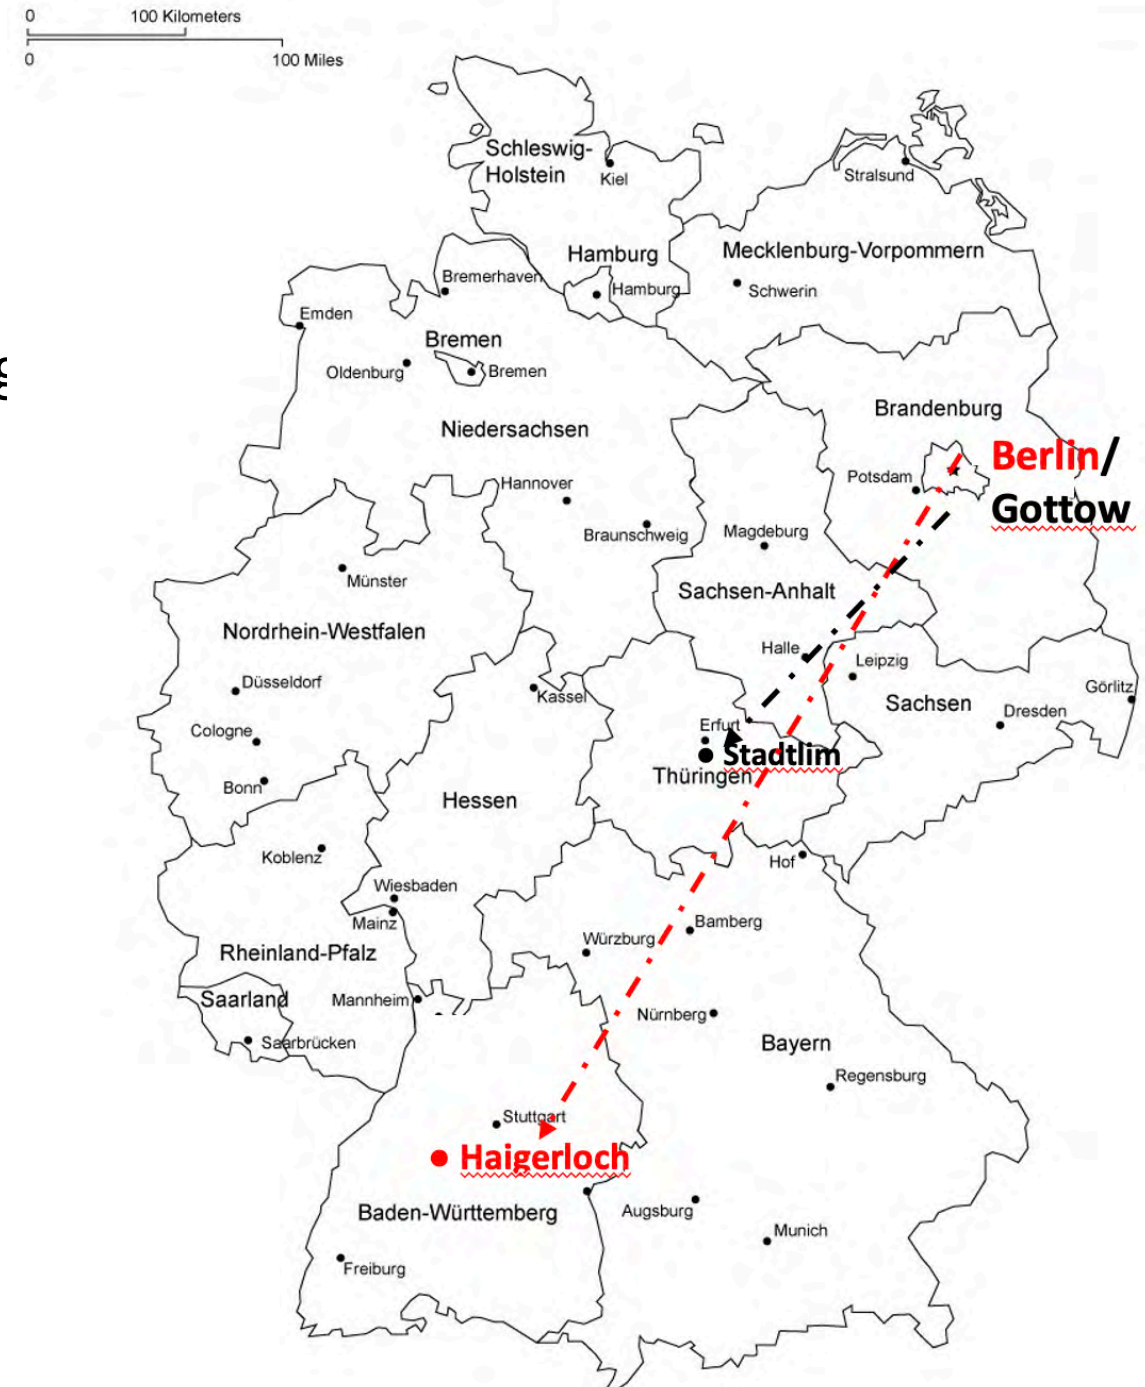 0 100 Kilometers
0 100 Miles
Schleswig-
Holstein
Kiel
Stralsund
Hamburg
Mecklenburg-Vorpommern
Bremerhaven
Hamburg
Schwerin
Emden
Bremen
Oldenburg
Bremen
Brandenburg
Niedersachsen
Berlin/
Potsdam
Hannover
Gottow
Braunschweig
Magdeburg
Münster
Sachsen-Anhalt
Nordrhein-Westfalen
Halle
Leipzig
Düsseldorf
Kassel
Görlitz
Sachsen
Dresden
Cologne
Erfurt
Stadtlim
Thüringen
Bonn
Hessen
Koblenz
Hof
Wiesbaden
Mainz
Bamberg
Würzburg
Rheinland-Pfalz
Saarland
Mannheim
Nürnberg
Saarbrücken
Bayern
Regensburg
Stuttgart
Haigerloch
Baden-Württemberg
Augsburg
Munich
Freiburg